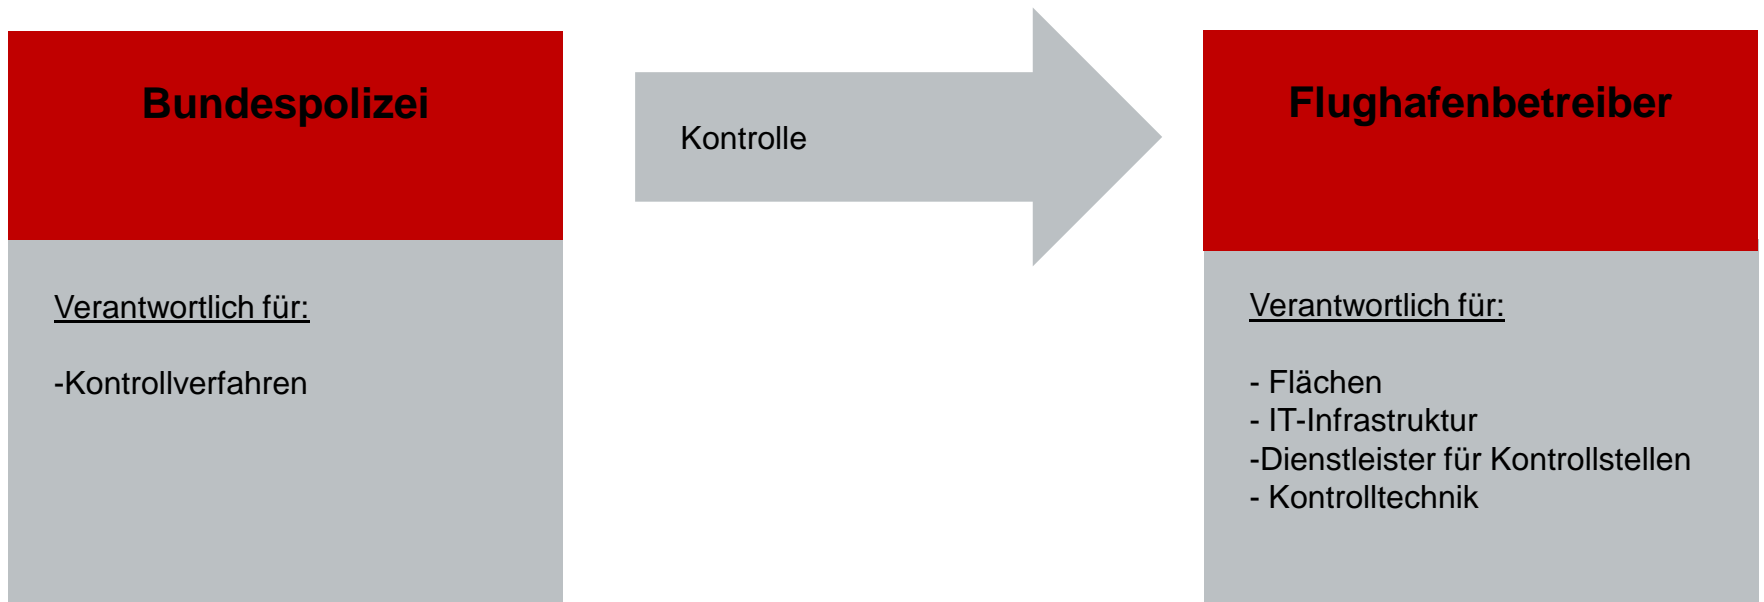 Bundespolizei
Verantwortlich für:
-Kontrollverfahren
Kontrolle
Flughafenbetreiber
Verantwortlich für:
- Flächen
- IT-Infrastruktur
-Dienstleister für Kontrollstellen
- Kontrolltechnik